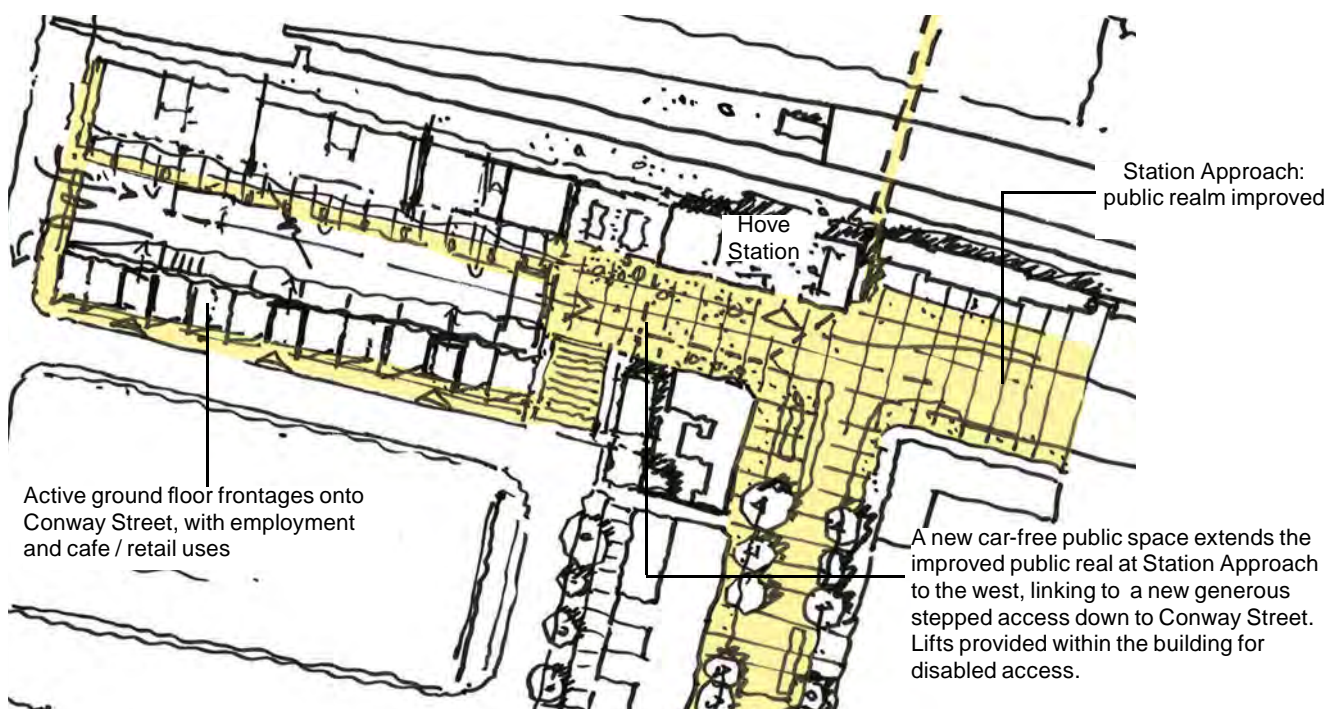 Station Approach:
public realm improved
Hove
Station
Active ground floor frontages onto
Conway Street, with employment
and cafe / retail uses
A new car-free public space extends the
improved public real at Station Approach
to the west, linking to a new generous
stepped access down to Conway Street.
Lifts provided within the building for
disabled access.